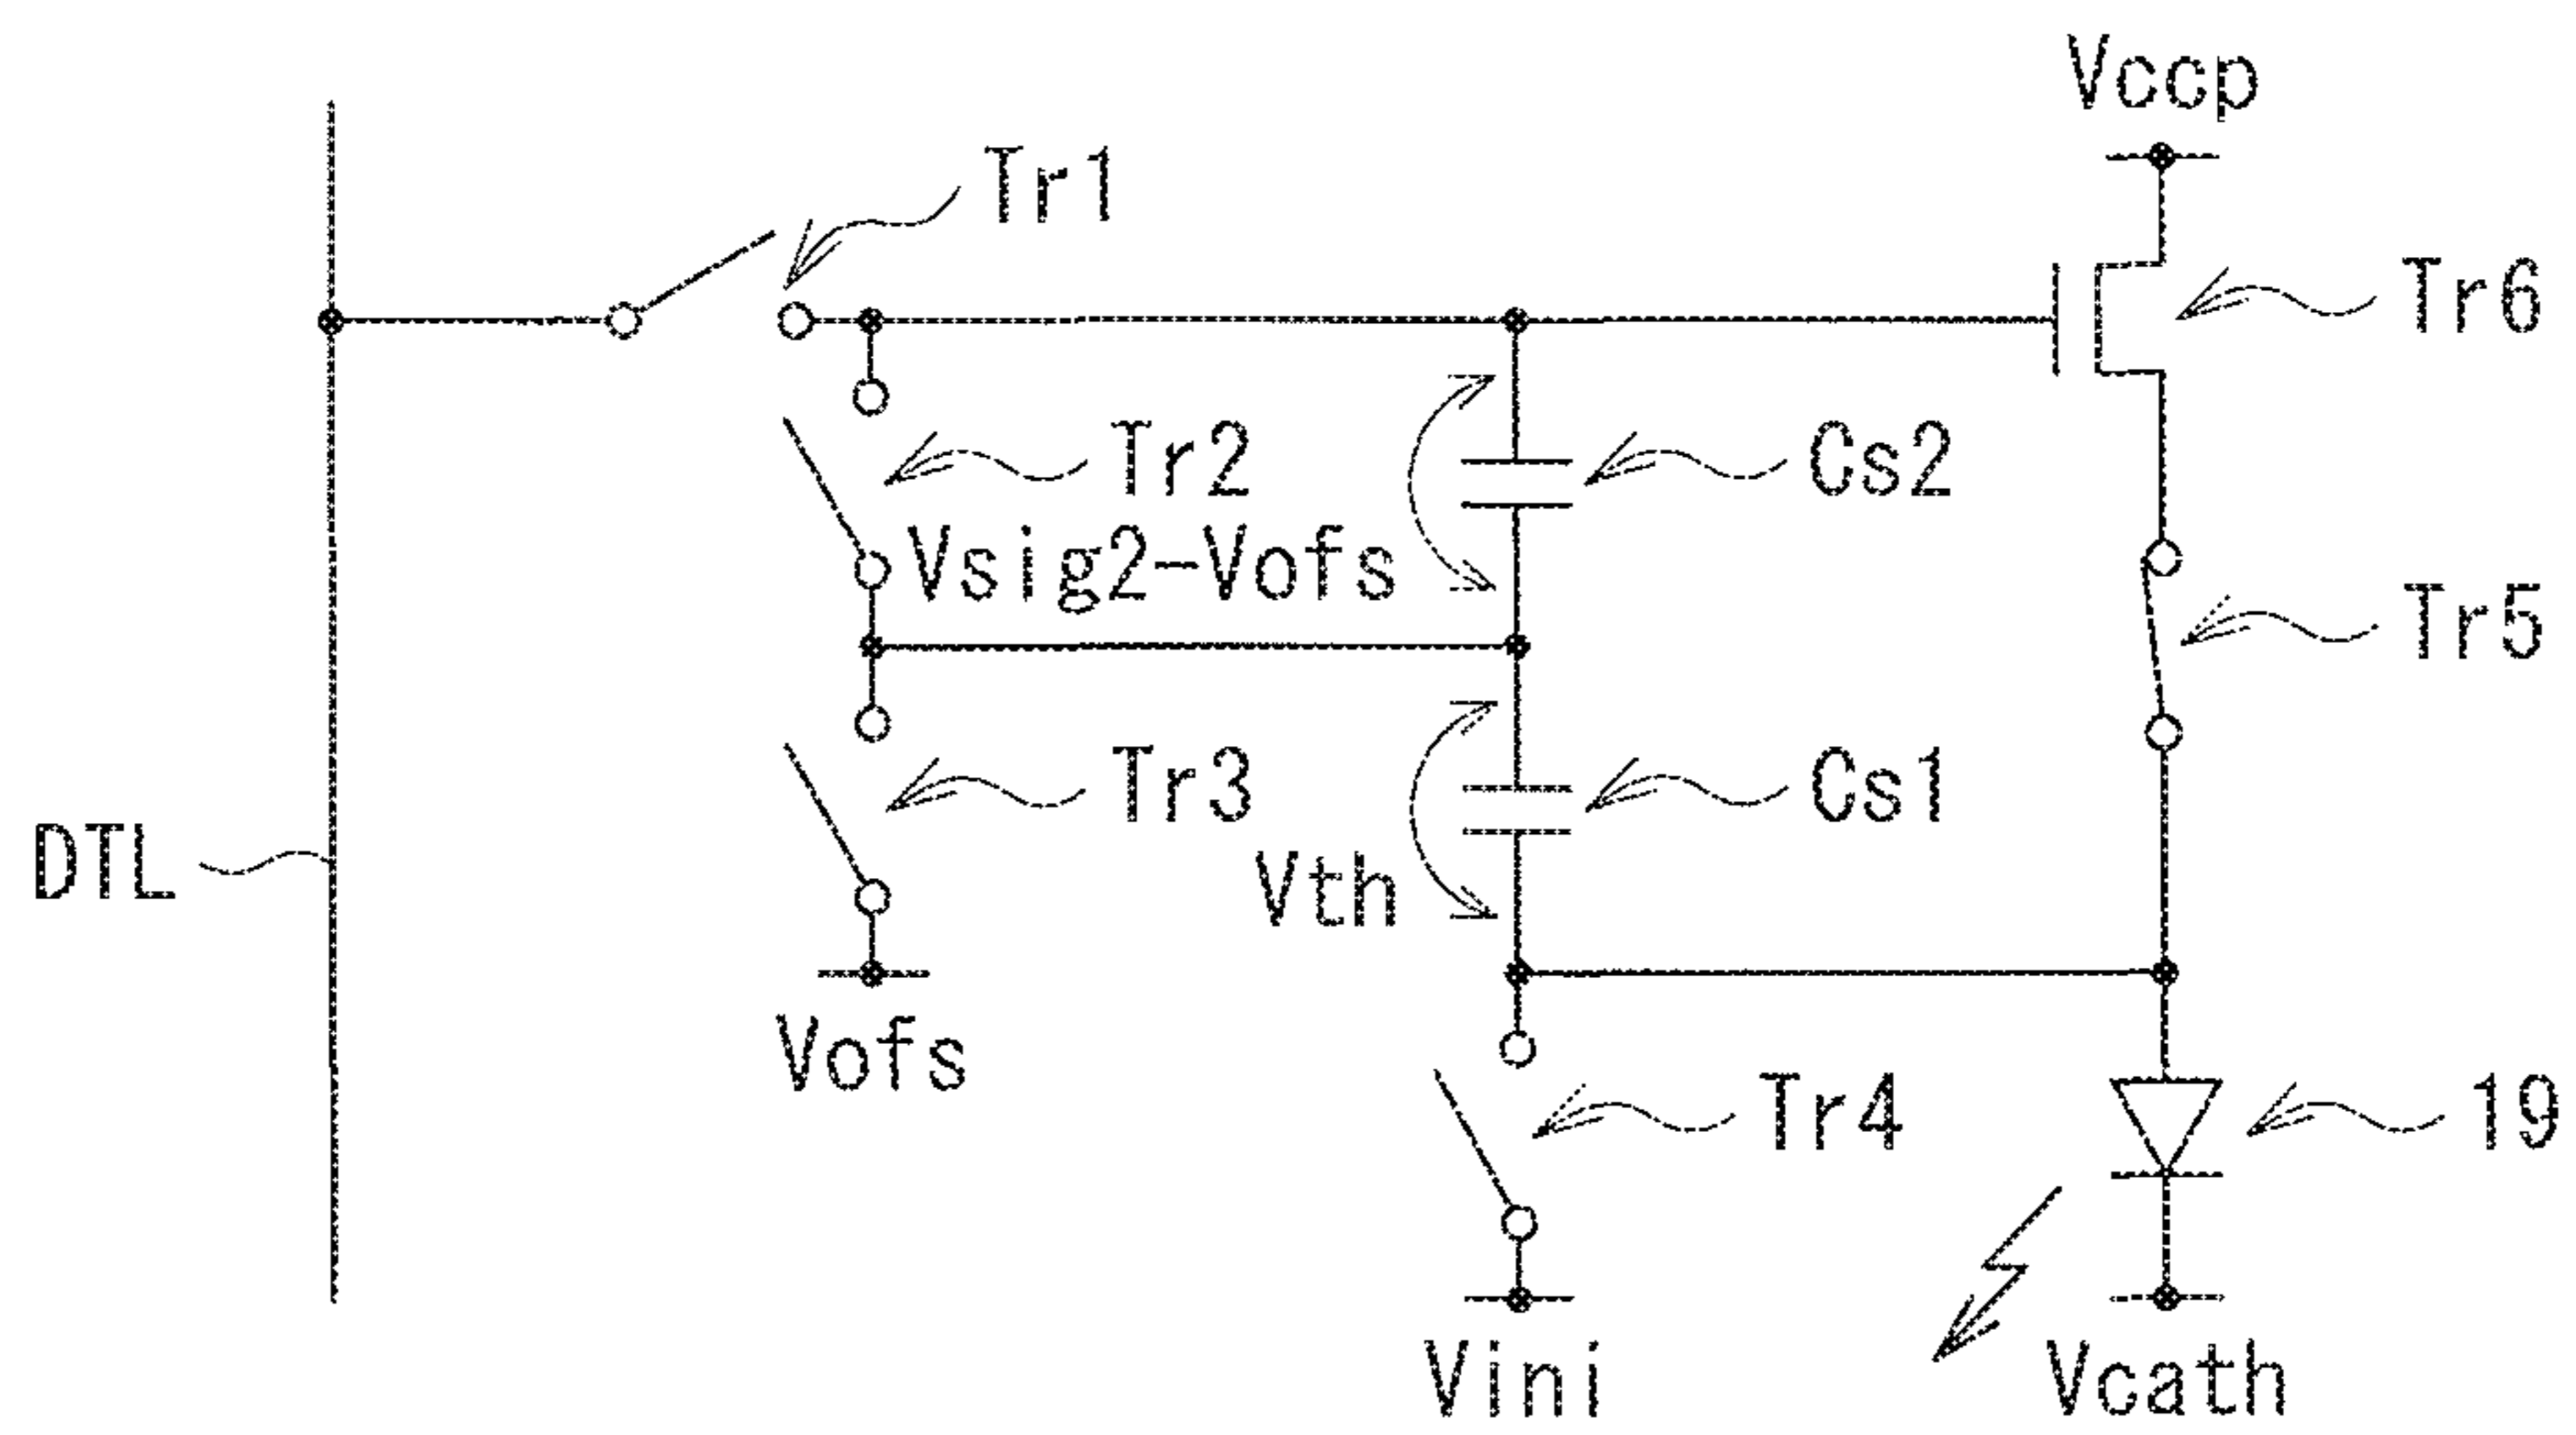 Vccp
Tr1
Tr6
Tr2
Cs2
Vsig2-Vofs
Tr5
Tr3
Cs1
DTL
Vth
Vofs
Tr4
19
Vini
Vcath